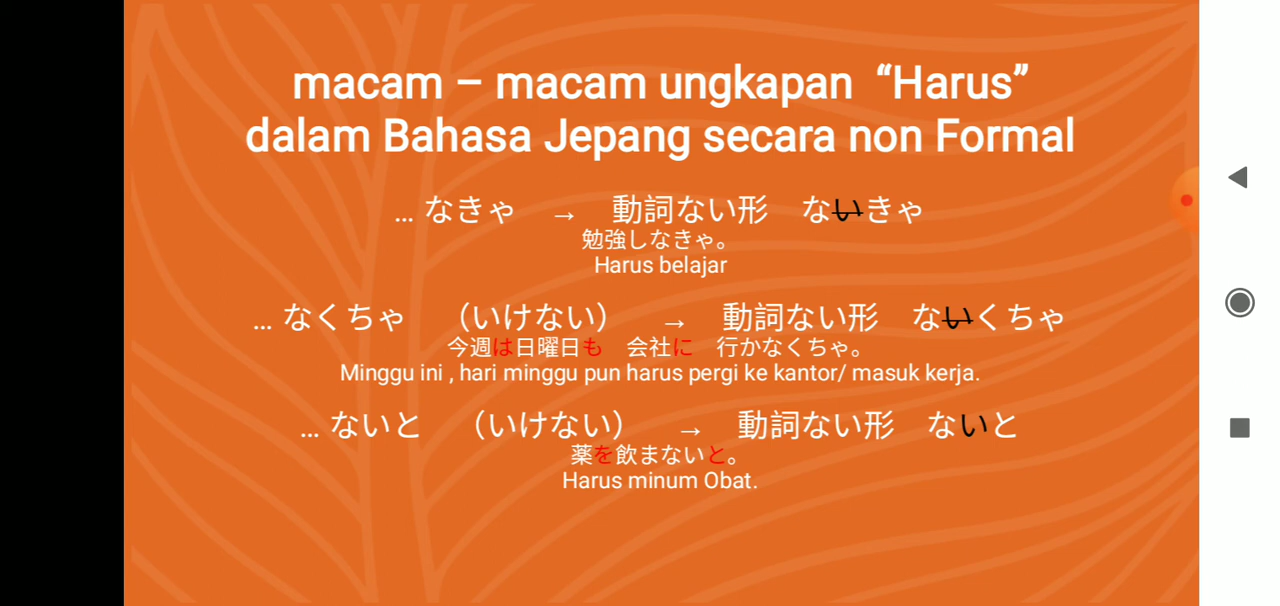 macam – macam ungkapan “Harus”
dalam Bahasa Jepang secara non Formal
... なきゃ → 動詞ない形 ないきゃ
勉強しなきゃ。
Harus belajar
... なくちゃ （いけない） → 動詞ない形 ないくちゃ
今週は日曜日も 会社に 行かなくちゃ。
Minggu ini , hari minggu pun harus pergi ke kantor/ masuk kerja.
... ないと （いけない） → 動詞ない形 ないと
薬を飲まないと。
Harus minum Obat.